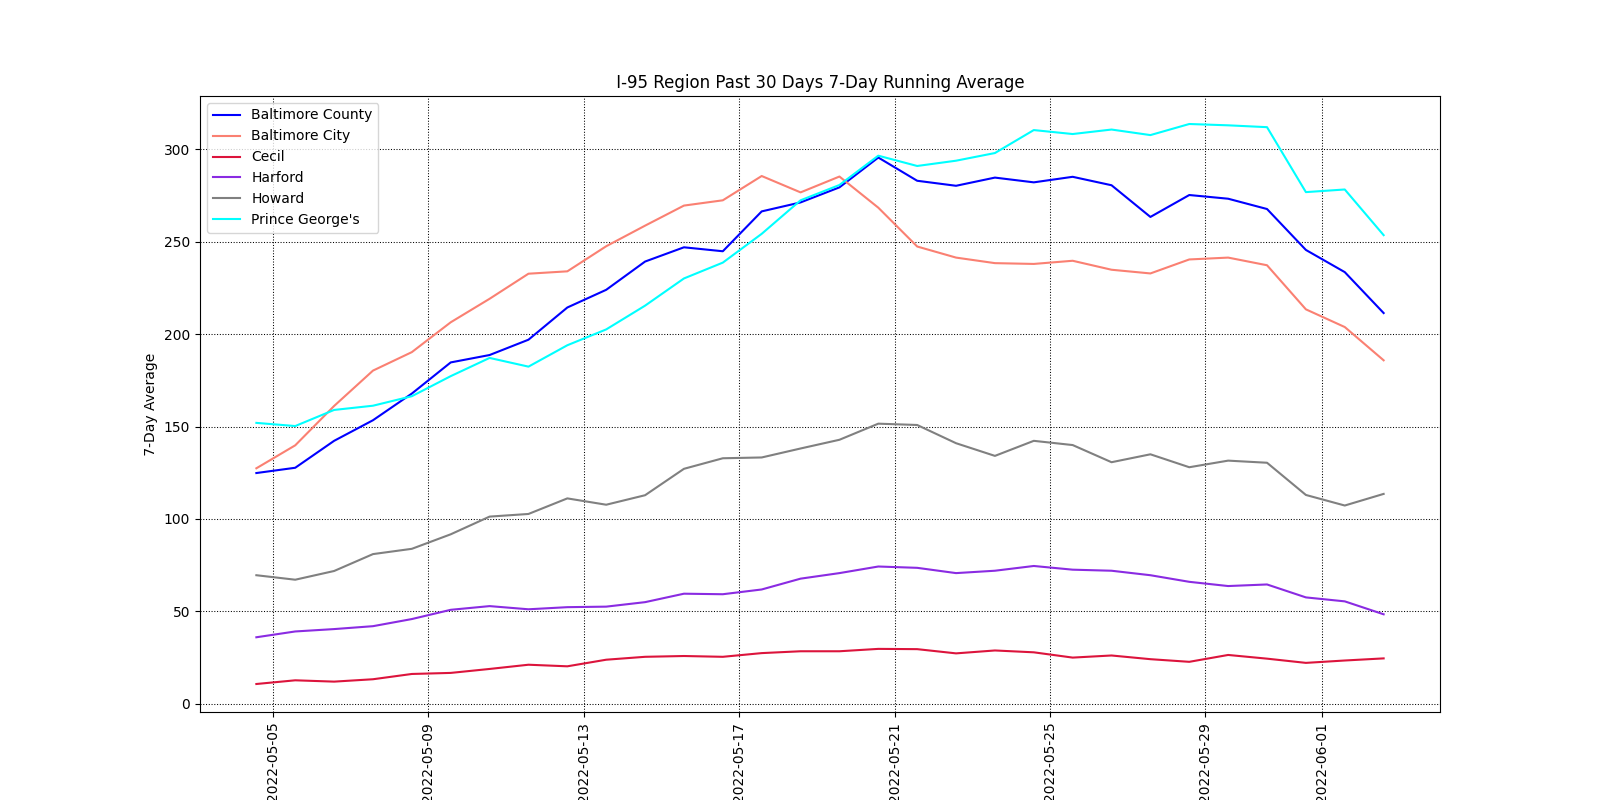 I-95 Region Past 30 Days 7-Day Running Average
Baltimore County
Baltimore City
Cecil
Harford
Howard
Prince George's
300
250
200
150
100
50
0
7-Day Average
2022-05-05
2022-05-09
2022-05-13
2022-05-17
2022-05-21
2022-05-25
2022-05-29
2022-06-01